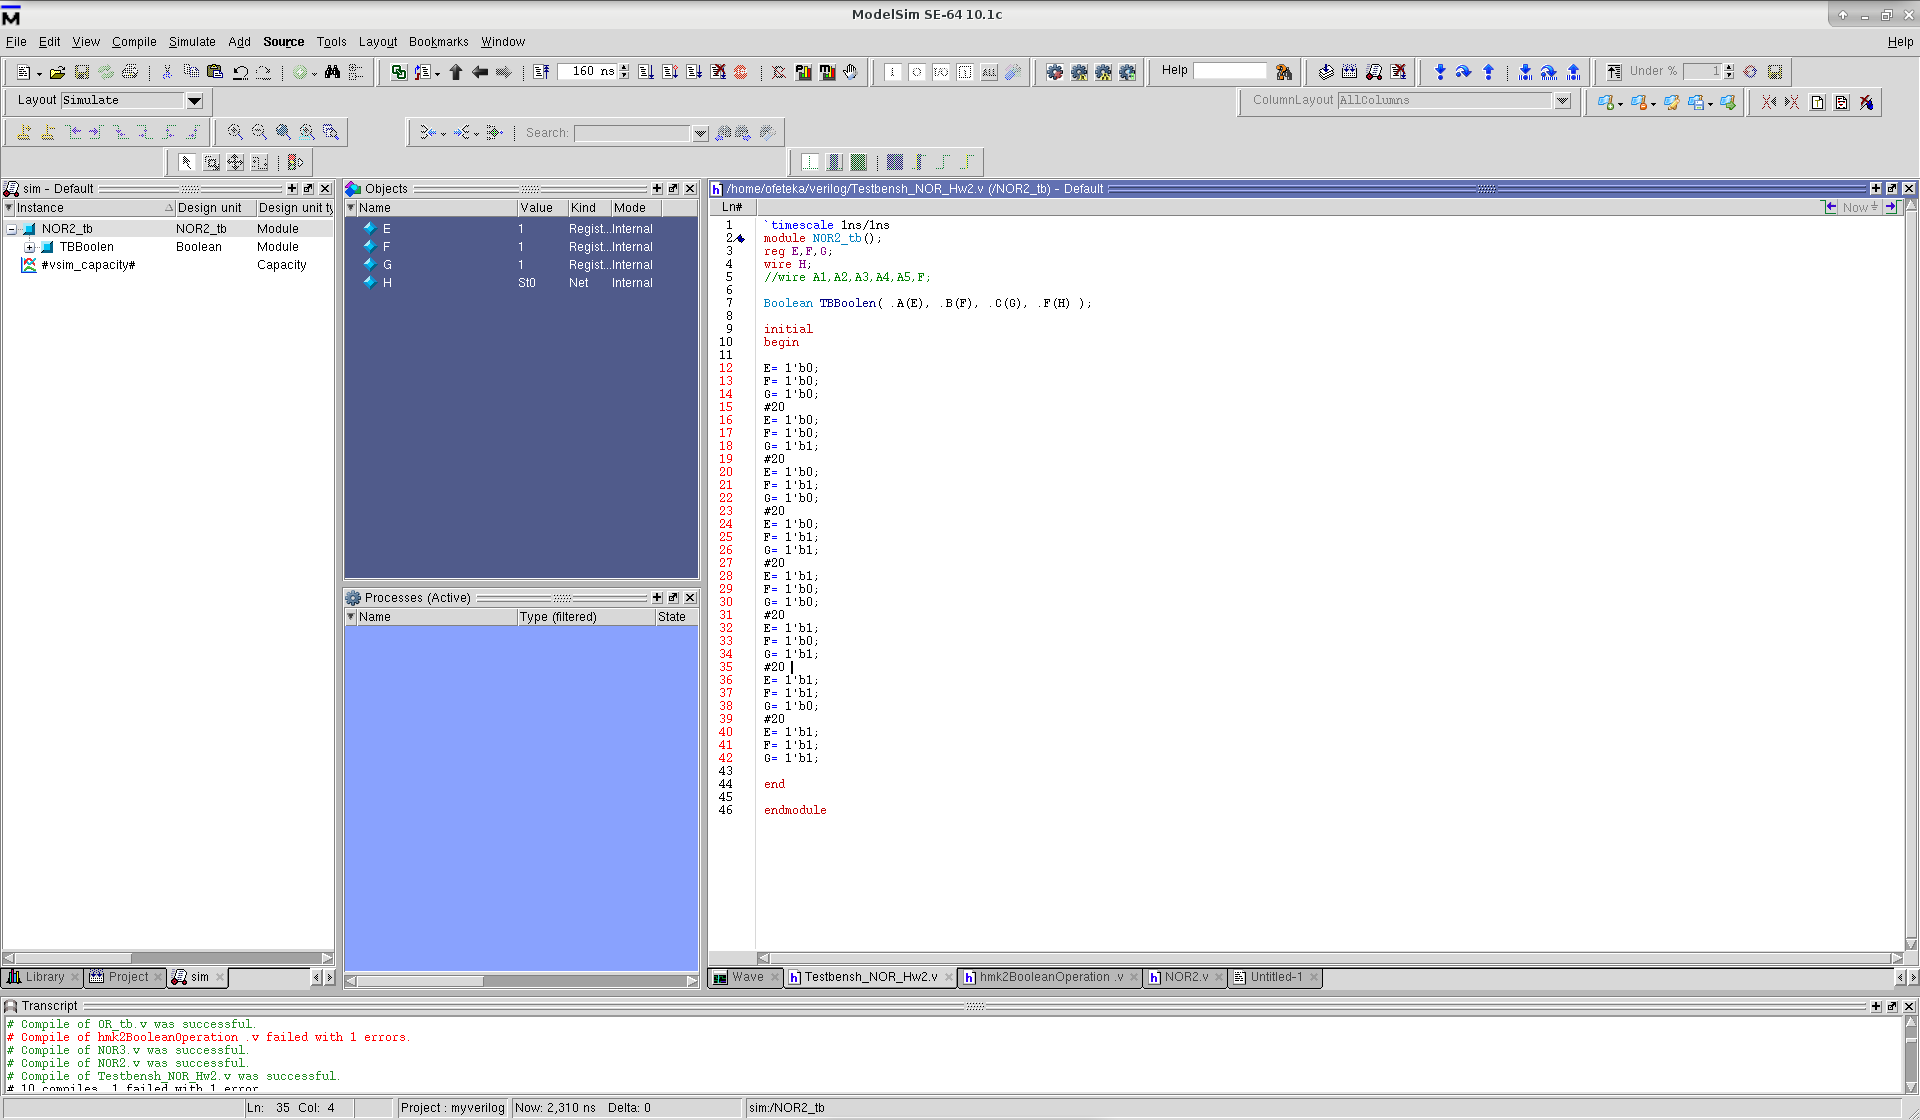 ModelSim SE-64 10.1c
File Edit View Compile Simulate Add Source Tools Layout Bookmarks Window Help
160 ns Help Under % 1
Layout Simulate ColumnLayout AllColumns
Search:
sim - Default
Instance Design unit Design unit ty
NOR2_tb NOR2_tb Module
TBBoolen Boolean Module
#vsim_capacity# Capacity
Library Project sim
Objects
Name Value Kind Mode
E 1 Regist... Internal
F 1 Regist... Internal
G 1 Regist... Internal
H St0 Net Internal
Processes (Active)
Name Type (filtered) State
/home/ofeteka/verilog/Testbensh_NOR_Hw2.v (/NOR2_tb) - Default
Ln# Now
1 `timescale 1ns/1ns
2 module NOR2_tb();
3 reg E,F,G;
4 wire H;
5 //wire A1,A2,A3,A4,A5,F;
6
7 Boolean TBBoolen( .A(E), .B(F), .C(G), .F(H) );
8
9 initial
10 begin
11
12 E= 1'b0;
13 F= 1'b0;
14 G= 1'b0;
15 #20
16 E= 1'b0;
17 F= 1'b0;
18 G= 1'b1;
19 #20
20 E= 1'b0;
21 F= 1'b1;
22 G= 1'b0;
23 #20
24 E= 1'b0;
25 F= 1'b1;
26 G= 1'b1;
27 #20
28 E= 1'b1;
29 F= 1'b0;
30 G= 1'b0;
31 #20
32 E= 1'b1;
33 F= 1'b0;
34 G= 1'b1;
35 #20
36 E= 1'b1;
37 F= 1'b1;
38 G= 1'b0;
39 #20
40 E= 1'b1;
41 F= 1'b1;
42 G= 1'b1;
43
44 end
45
46 endmodule
Wave Testbensh_NOR_Hw2.v hmk2BooleanOperation .v NOR2.v Untitled-1
Transcript
# Compile of OR_tb.v was successful.
# Compile of hmk2BooleanOperation .v failed with 1 errors.
# Compile of NOR3.v was successful.
# Compile of NOR2.v was successful.
# Compile of Testbensh_NOR_Hw2.v was successful.
# 10 compiles, 1 failed with 1 error.
Ln: 35 Col: 4 Project : myverilog Now: 2,310 ns Delta: 0 sim:/NOR2_tb